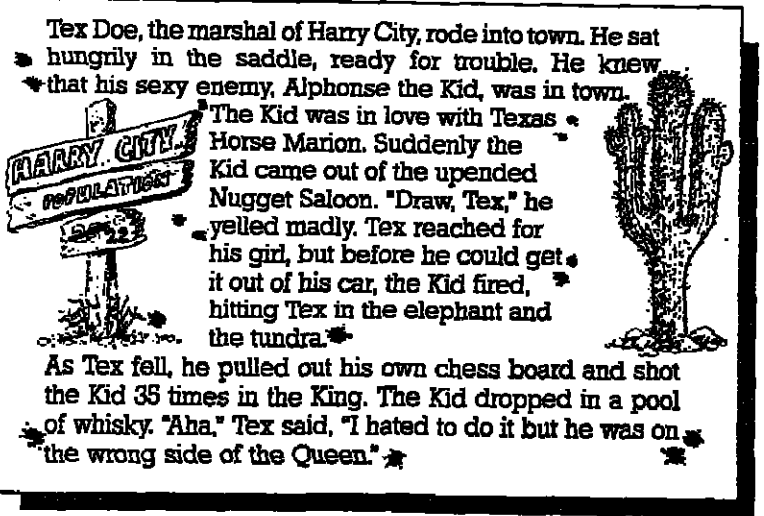 Tex Doe, the marshal of Harry City, rode into town. He sat
hungrily in the saddle, ready for trouble. He knew
that his sexy enemy, Alphonse the Kid, was in town.
The Kid was in love with Texas
Horse Marion. Suddenly the
Kid came out of the upended
Nugget Saloon. "Draw, Tex," he
yelled madly. Tex reached for
his girl, but before he could get
it out of his car, the Kid fired,
hitting Tex in the elephant and
the tundra.
As Tex fell, he pulled out his own chess board and shot
the Kid 35 times in the King. The Kid dropped in a pool
of whisky. "Aha," Tex said, "I hated to do it but he was on
the wrong side of the Queen."
HARRY CITY
POPULATION
22